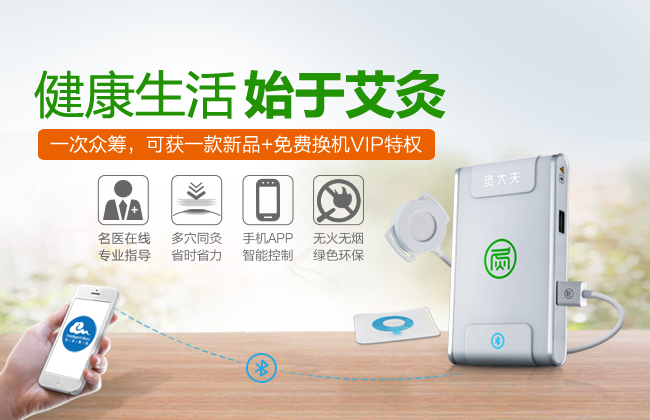 健康生活 始于艾灸
一次众筹，可获一款新品+免费换机VIP特权
名医在线
专业指导
多穴同灸
省时省力
手机APP
智能控制
无火无烟
绿色环保
灸大夫